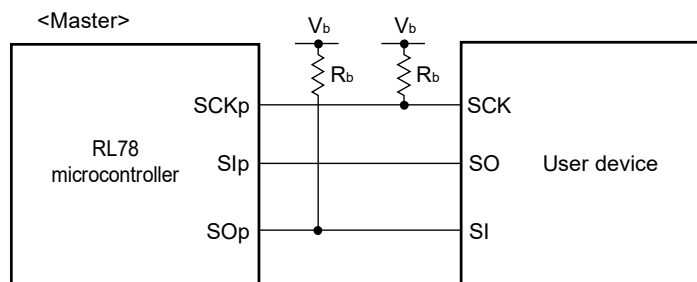 <Master>
Vb
Vb
Rb
Rb
SCKp
SCK
RL78
microcontroller
SIp
SO
User device
SOp
SI